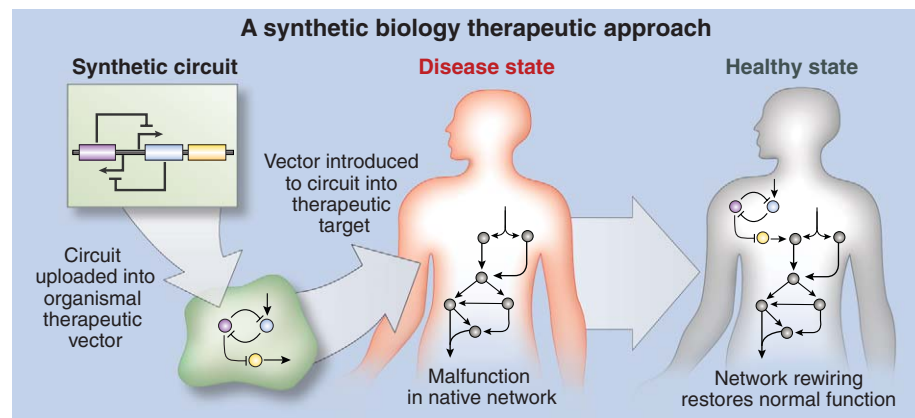 A synthetic biology therapeutic approach
Synthetic circuit
Disease state
Healthy state
Vector introduced
to circuit into
therapeutic
target
Circuit
uploaded into
organismal
therapeutic
vector
Malfunction
in native network
Network rewiring
restores normal function